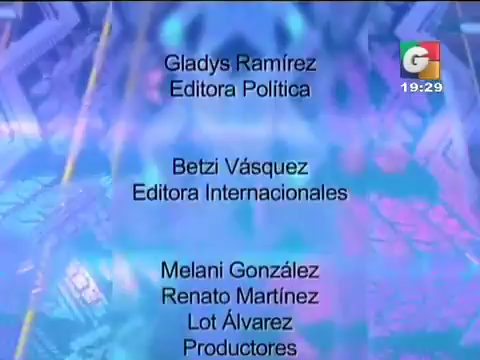 G
19:29
Gladys Ramírez
Editora Política
Betzi Vásquez
Editora Internacionales
Melani González
Renato Martínez
Lot Álvarez
Productores